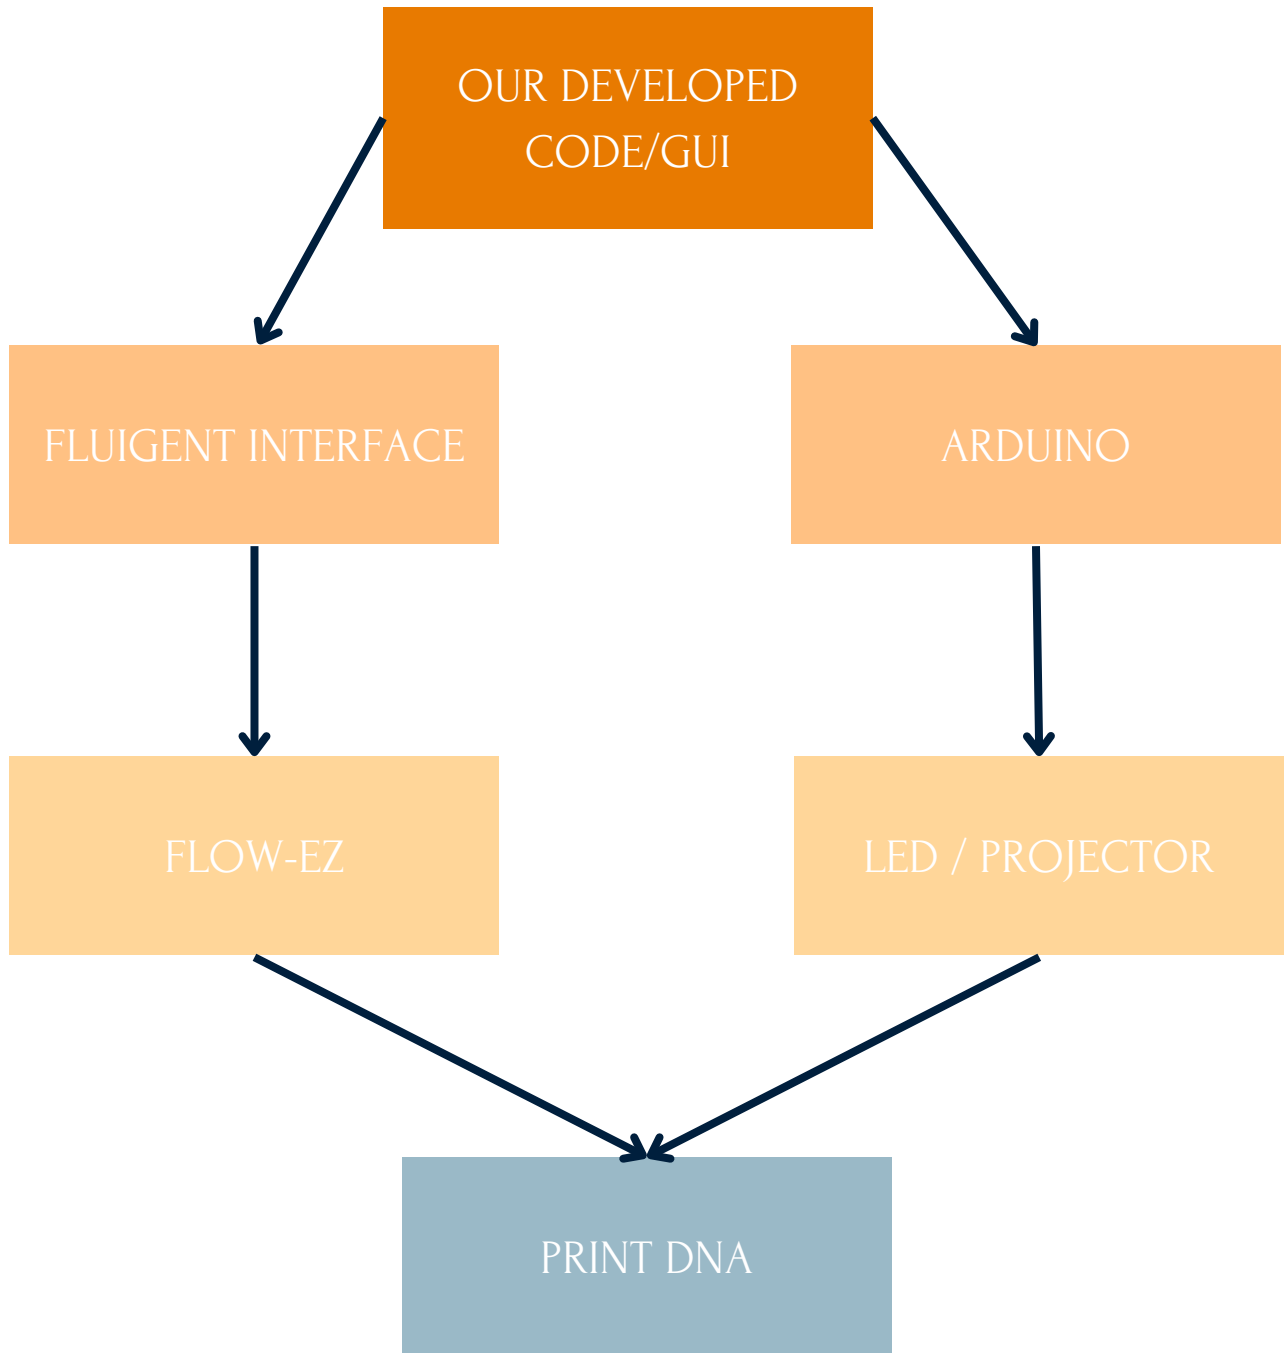 OUR DEVELOPED
CODE/GUI
FLUIGENT INTERFACE
ARDUINO
FLOW-EZ
LED / PROJECTOR
PRINT DNA